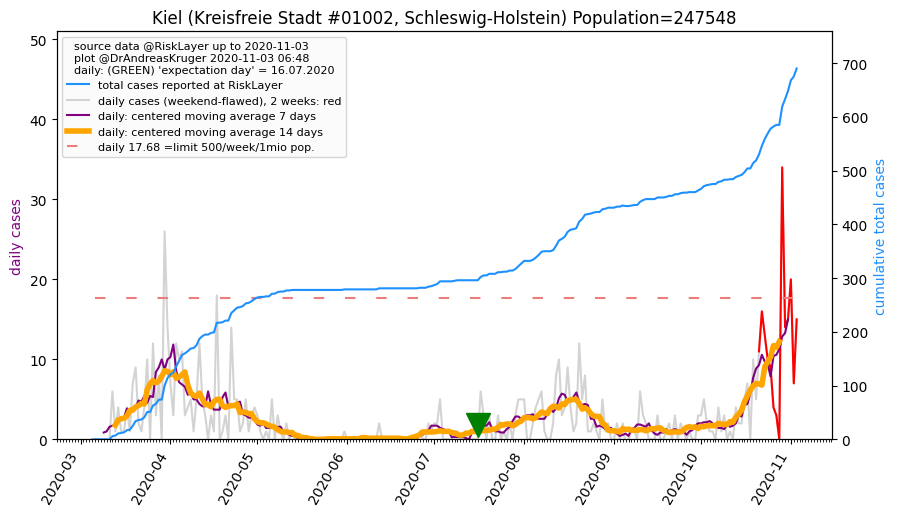 Kiel (Kreisfreie Stadt #01002, Schleswig-Holstein) Population=247548
source data @RiskLayer up to 2020-11-03
plot @DrAndreasKruger 2020-11-03 06:48
daily: (GREEN) 'expectation day' = 16.07.2020
total cases reported at RiskLayer
daily cases (weekend-flawed), 2 weeks: red
daily: centered moving average 7 days
daily: centered moving average 14 days
daily 17.68 =limit 500/week/1mio pop.
daily cases
50
40
30
20
10
0
cumulative total cases
700
600
500
400
300
200
100
0
2020-03
2020-04
2020-05
2020-06
2020-07
2020-08
2020-09
2020-10
2020-11